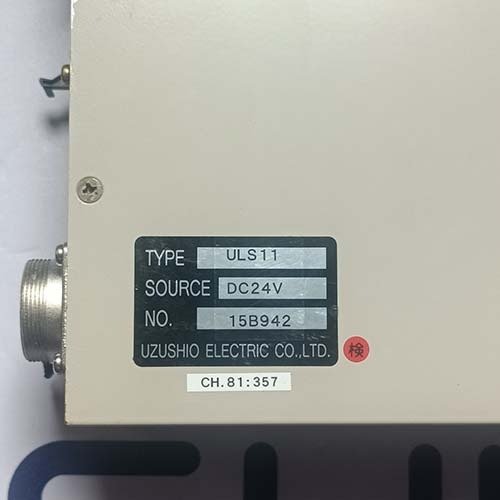 TYPE ULS11
SOURCE DC24V
NO. 15B942
UZUSHIO ELECTRIC CO.,LTD.
検
CH.81:357